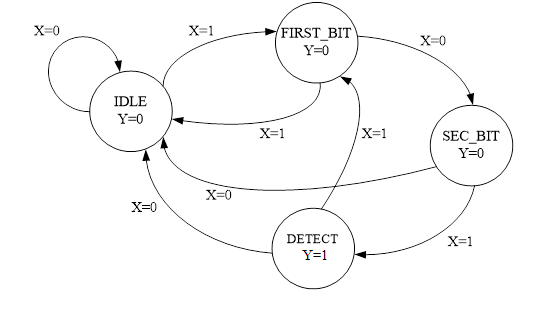 X=0
X=1
FIRST_BIT
Y=0
X=0
IDLE
Y=0
X=1
X=1
SEC_BIT
Y=0
X=0
X=0
DETECT
Y=1
X=1